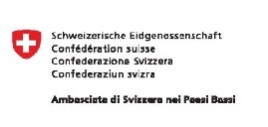 Schweizerische Eidgenossenschaft
Confédération suisse
Confederazione Svizzera
Confederaziun svizra
Ambasciata di Svizzera nei Paesi Bassi